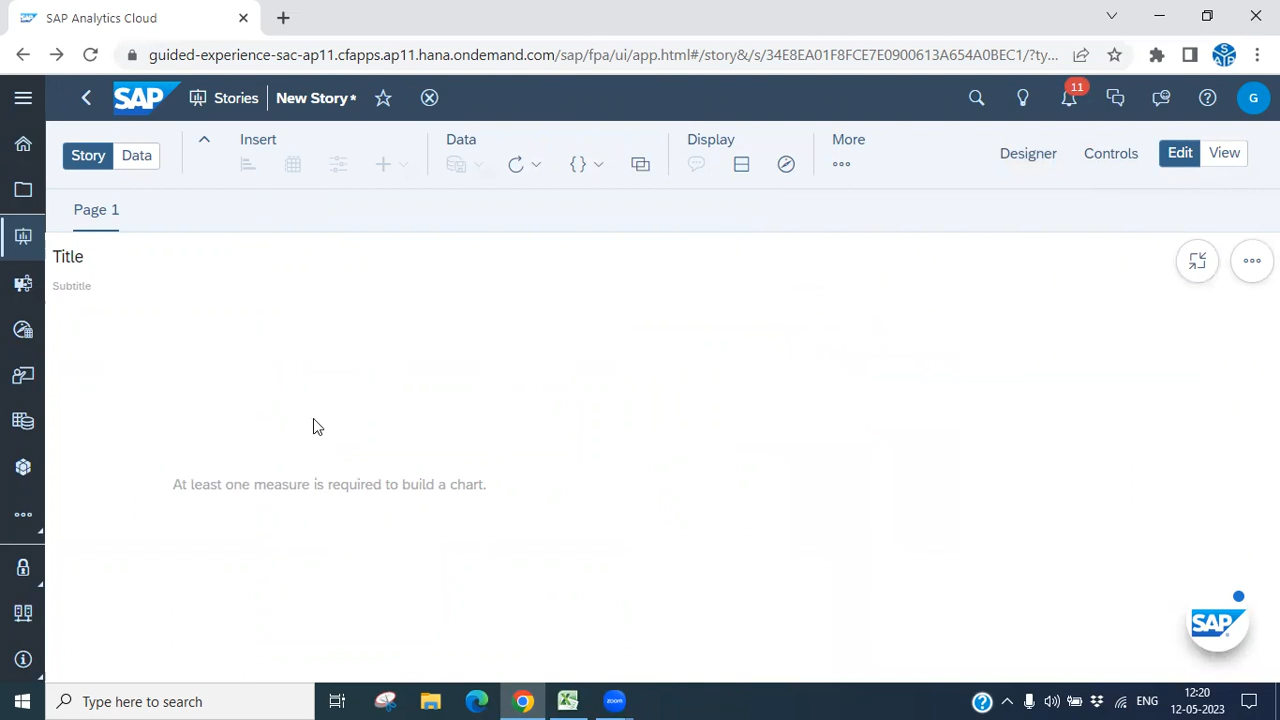 SAP Analytics Cloud
guided-experience-sac-ap11.cfapps.ap11.hana.ondemand.com/sap/fpa/ui/app.html#/story&/s/34E8EA01F8FCE7E0900613A654A0BEC1/?ty...
SAP Stories New Story* 11 G
Story Data Insert Data Display More Designer Controls Edit View
Page 1
Title
Subtitle
At least one measure is required to build a chart.
SAP
Type here to search zoom ENG 12:20
12-05-2023